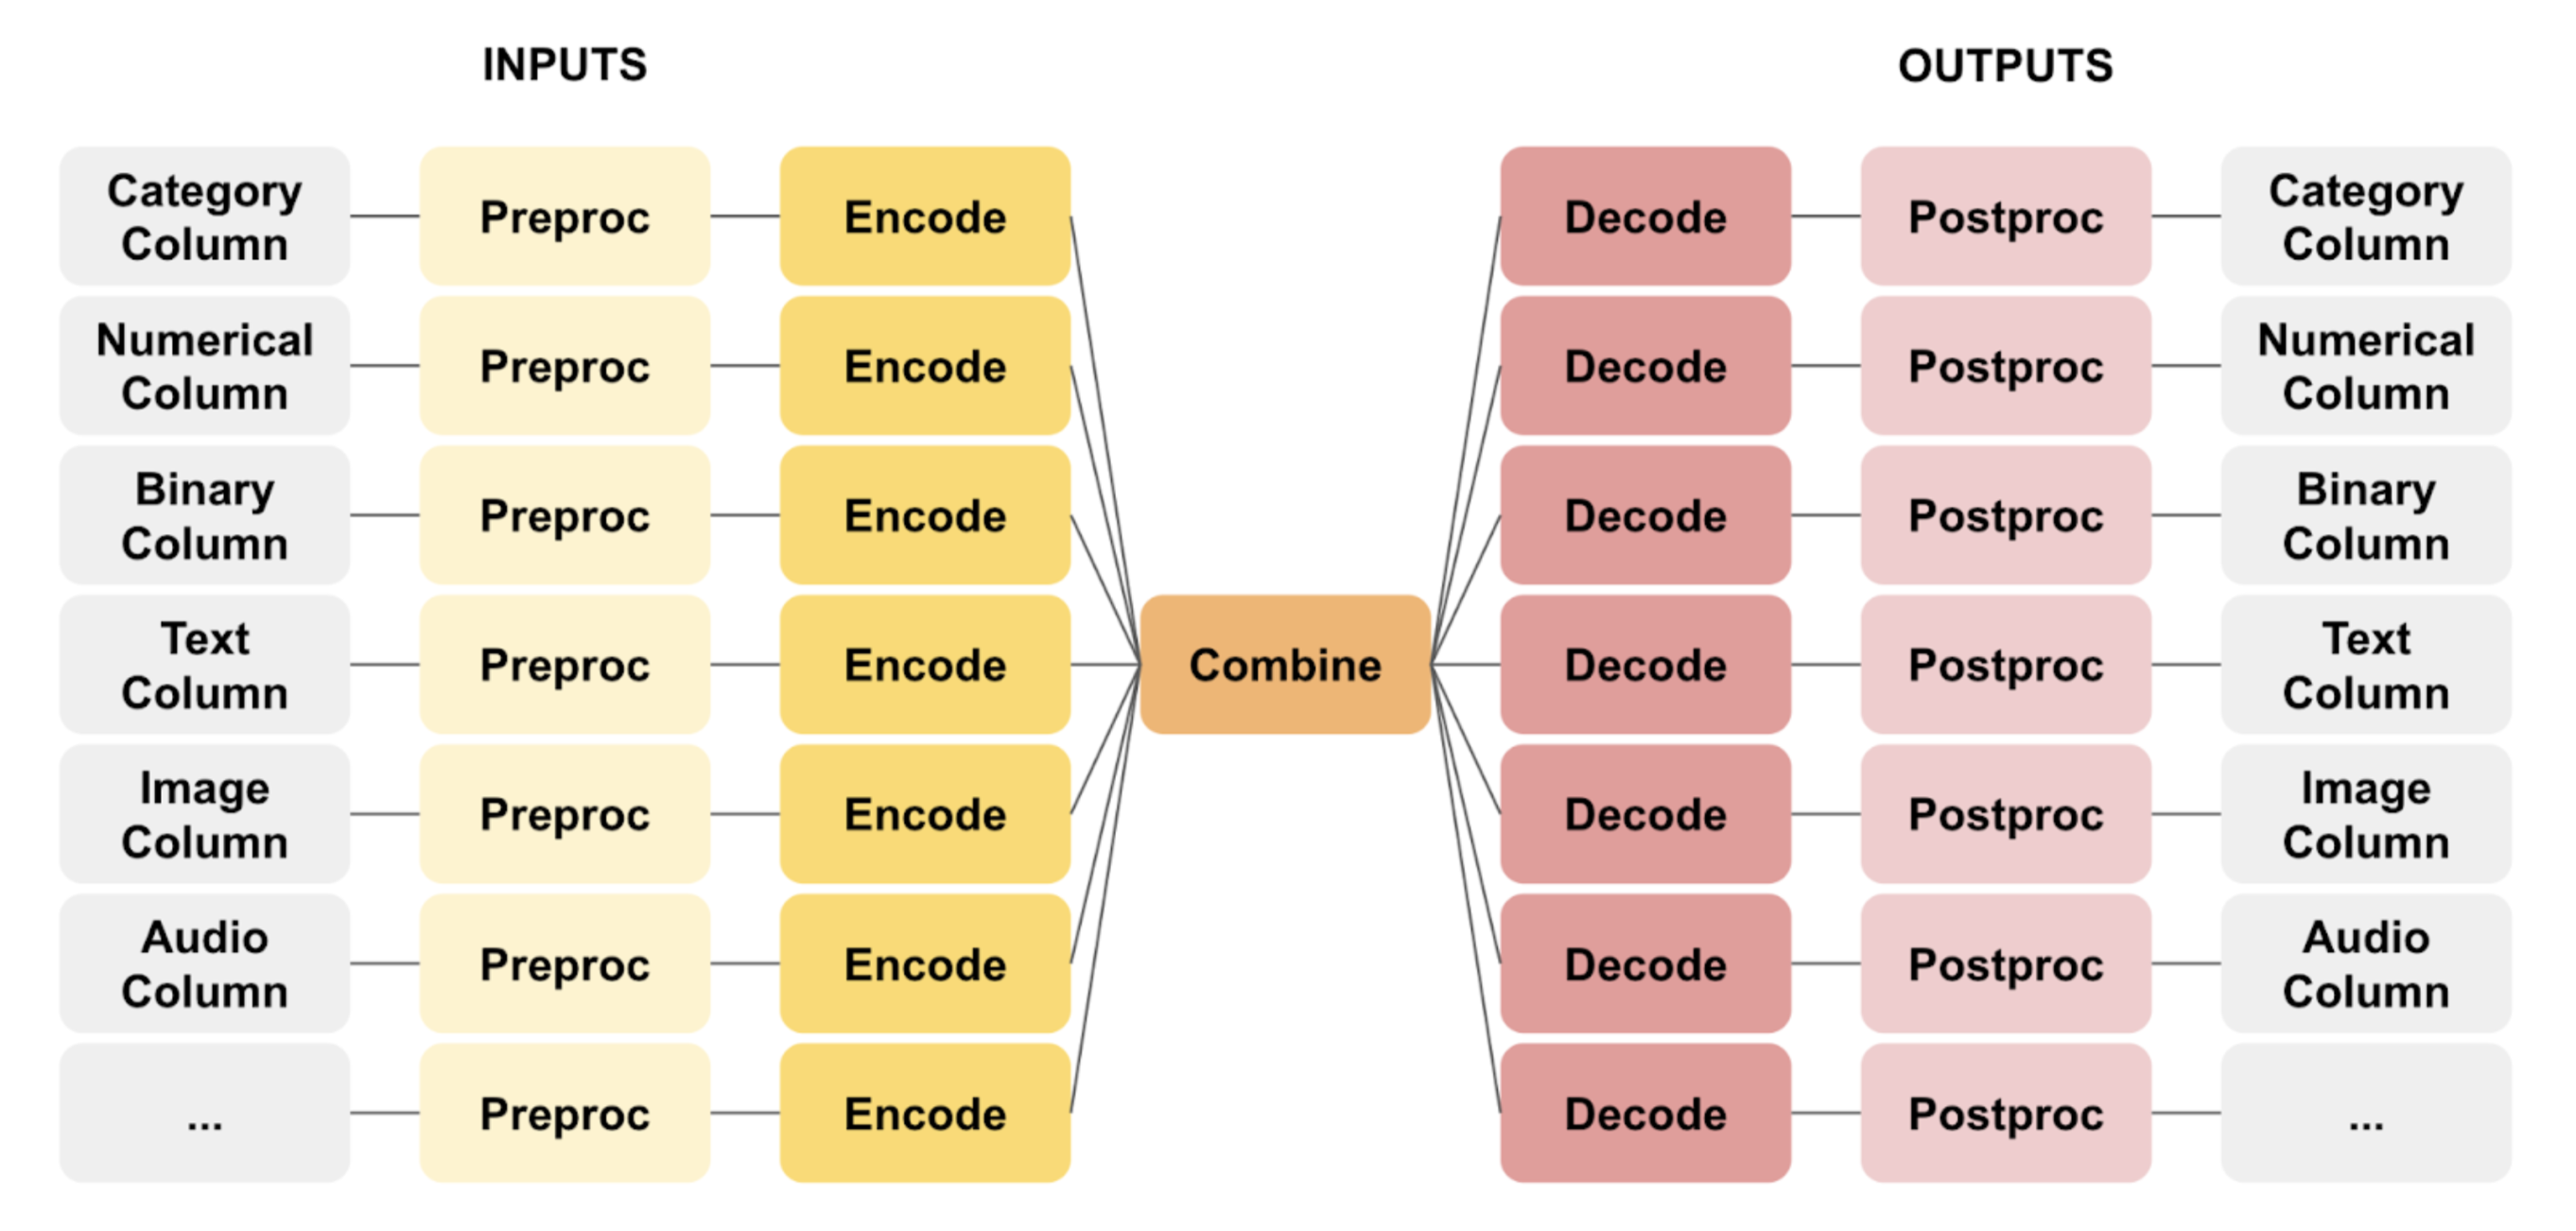 INPUTS
OUTPUTS
Category
Column
Preproc
Encode
Decode
Postproc
Category
Column
Numerical
Column
Preproc
Encode
Decode
Postproc
Numerical
Column
Binary
Column
Preproc
Encode
Decode
Postproc
Binary
Column
Text
Column
Preproc
Encode
Combine
Decode
Postproc
Text
Column
Image
Column
Preproc
Encode
Decode
Postproc
Image
Column
Audio
Column
Preproc
Encode
Decode
Postproc
Audio
Column
...
Preproc
Encode
Decode
Postproc
...